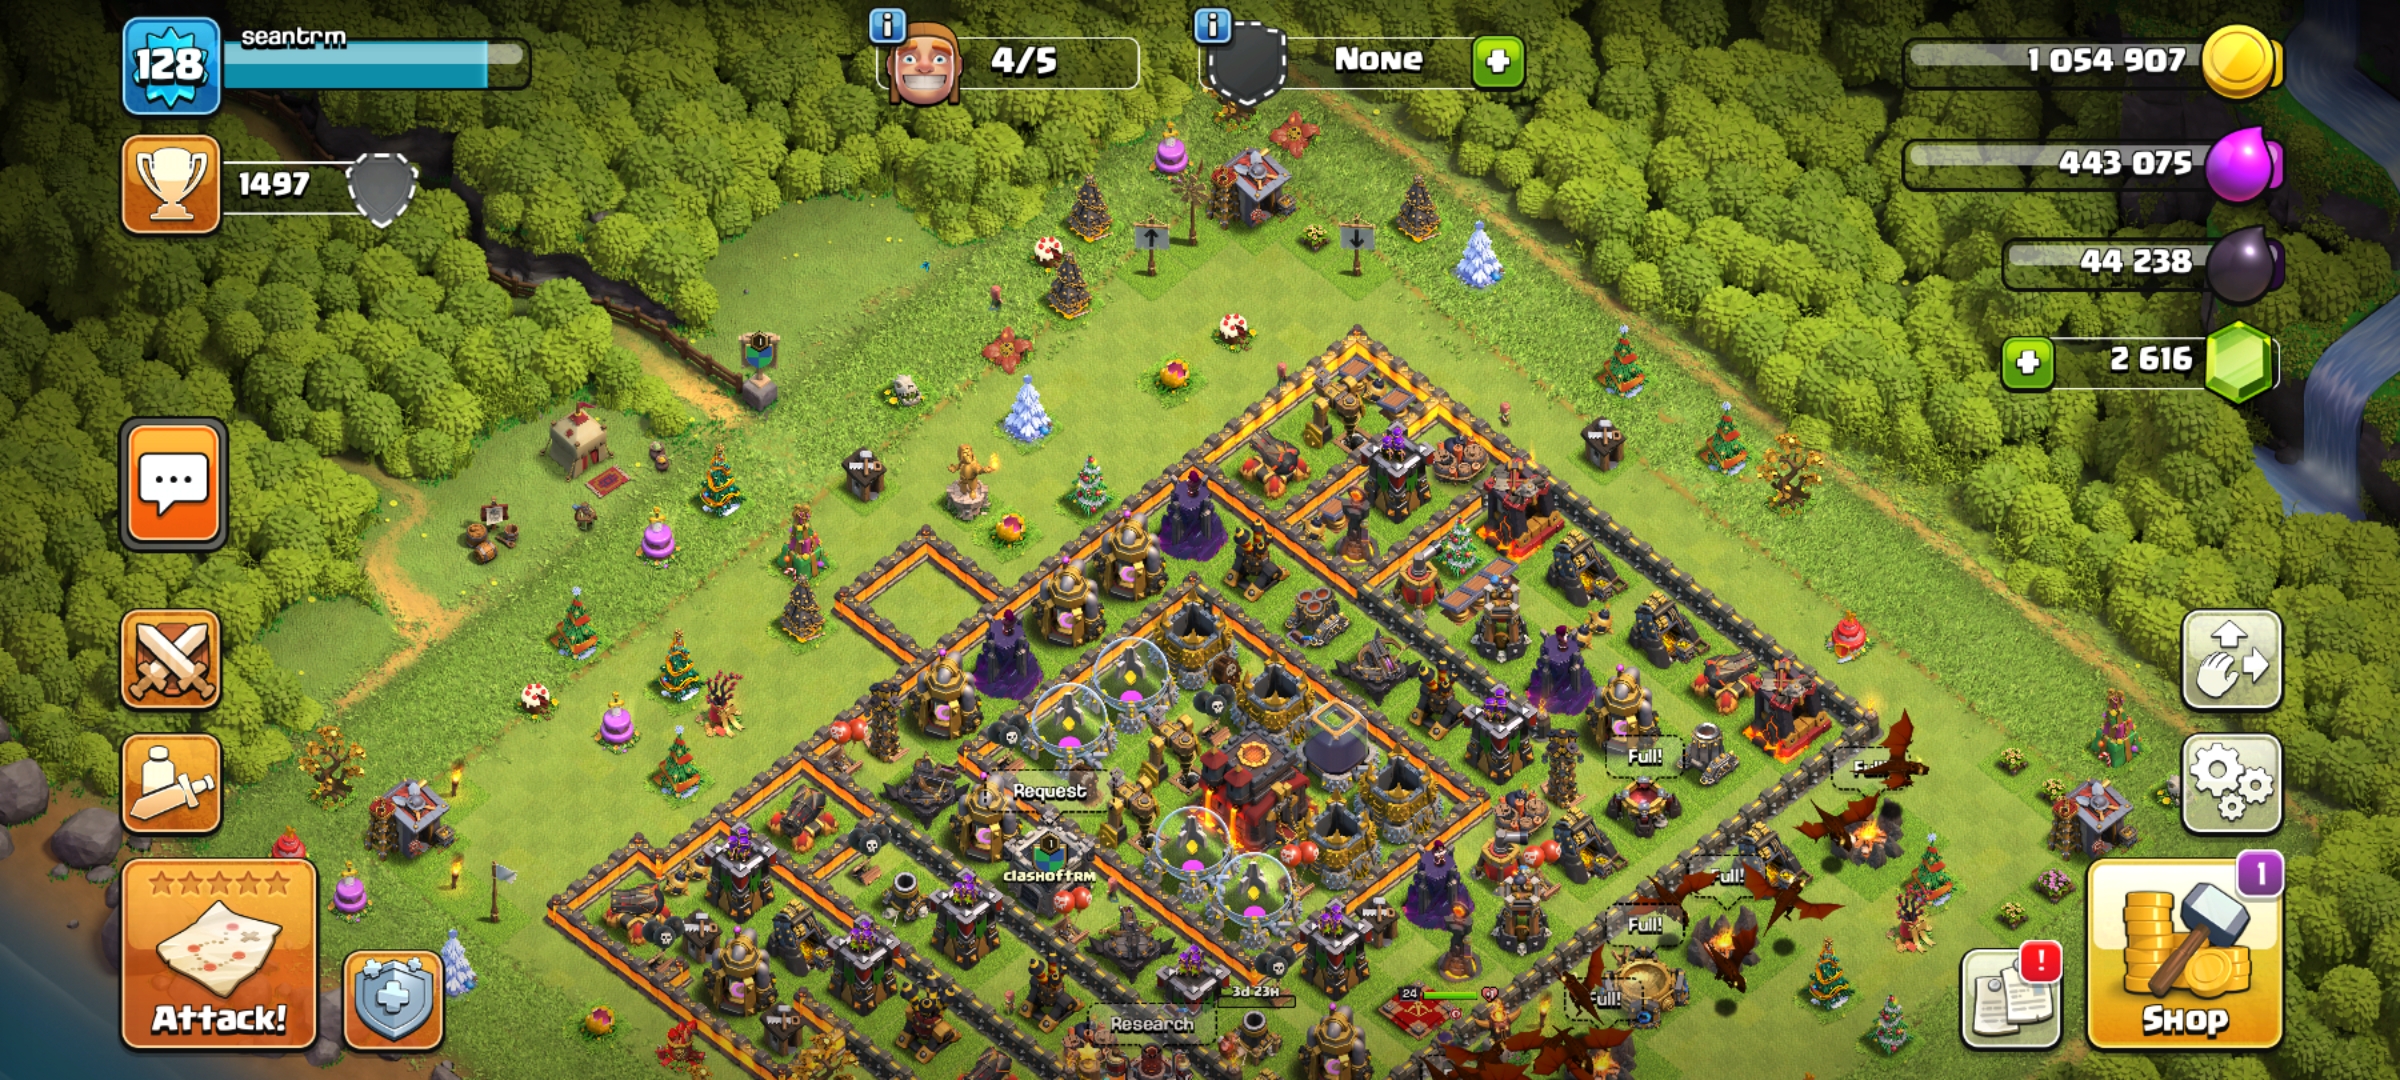 128
seantrm
4/5
None
1 054 907
1497
443 075
44 238
2 616
Full!
Request
clashoftrm
Full!
Full!
3d 23H
24
Full!
Research
Attack!
1
Shop
!